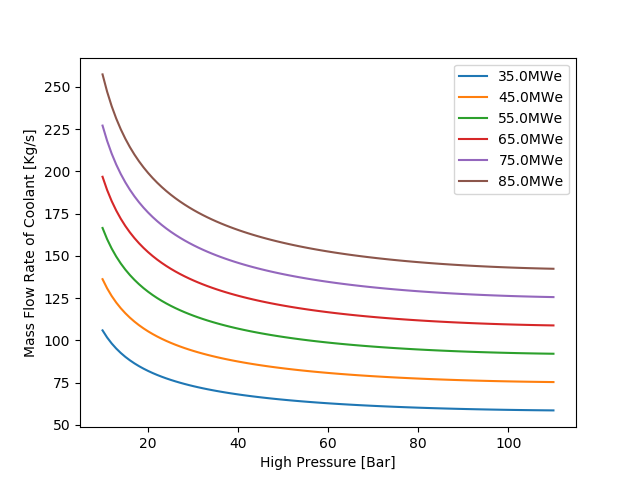 35.0MWe
45.0MWe
55.0MWe
65.0MWe
75.0MWe
85.0MWe
Mass Flow Rate of Coolant [Kg/s]
250
225
200
175
150
125
100
75
50
20 40 60 80 100
High Pressure [Bar]